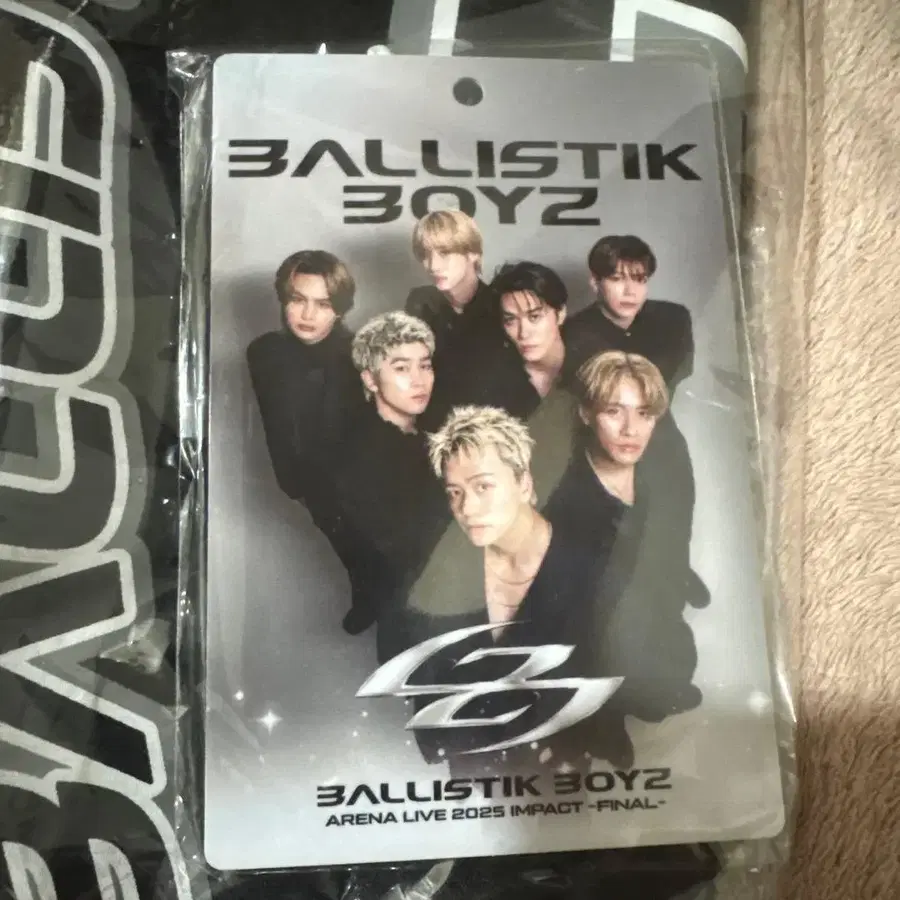 BALLISTIK
BOYZ
BALLISTIK BOYZ
ARENA LIVE 2025 IMPACT -FINAL-